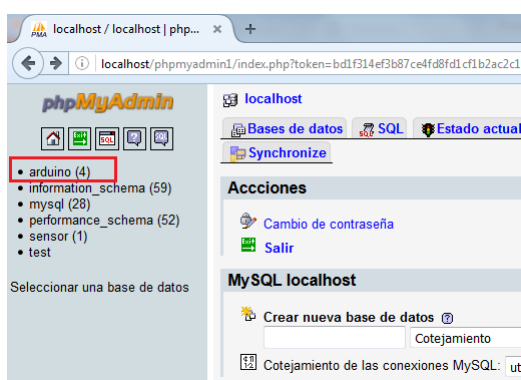 localhost / localhost | php...
localhost/phpmyadmin1/index.php?token=bd1f314ef3b87ce4fd8fd1cf1b2ac2c1
phpMyAdmin
localhost
Bases de datos SQL Estado actual
Synchronize
arduino (4)
information_schema (59)
mysql (28)
performance_schema (52)
sensor (1)
test
Seleccionar una base de datos
Accciones
Cambio de contraseña
Salir
MySQL localhost
Crear nueva base de datos
Cotejamiento
Cotejamiento de las conexiones MySQL: ut